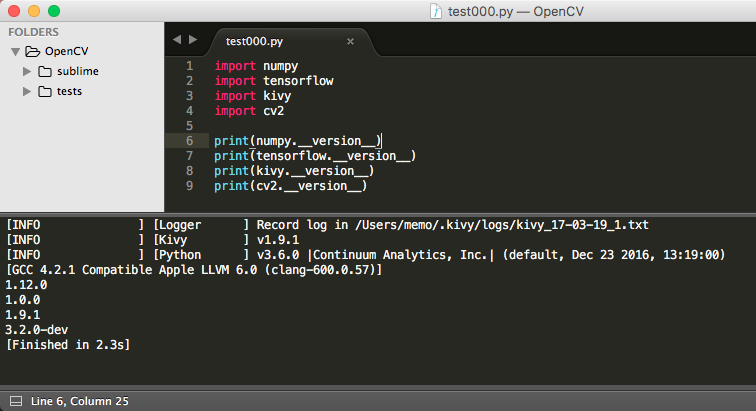 test000.py — OpenCV
FOLDERS
OpenCV
sublime
tests
test000.py
1 import numpy
2 import tensorflow
3 import kivy
4 import cv2
5
6 print(numpy.__version__)
7 print(tensorflow.__version__)
8 print(kivy.__version__)
9 print(cv2.__version__)
[INFO ] [Logger ] Record log in /Users/memo/.kivy/logs/kivy_17-03-19_1.txt
[INFO ] [Kivy ] v1.9.1
[INFO ] [Python ] v3.6.0 |Continuum Analytics, Inc.| (default, Dec 23 2016, 13:19:00)
[GCC 4.2.1 Compatible Apple LLVM 6.0 (clang-600.0.57)]
1.12.0
1.0.0
1.9.1
3.2.0-dev
[Finished in 2.3s]
Line 6, Column 25